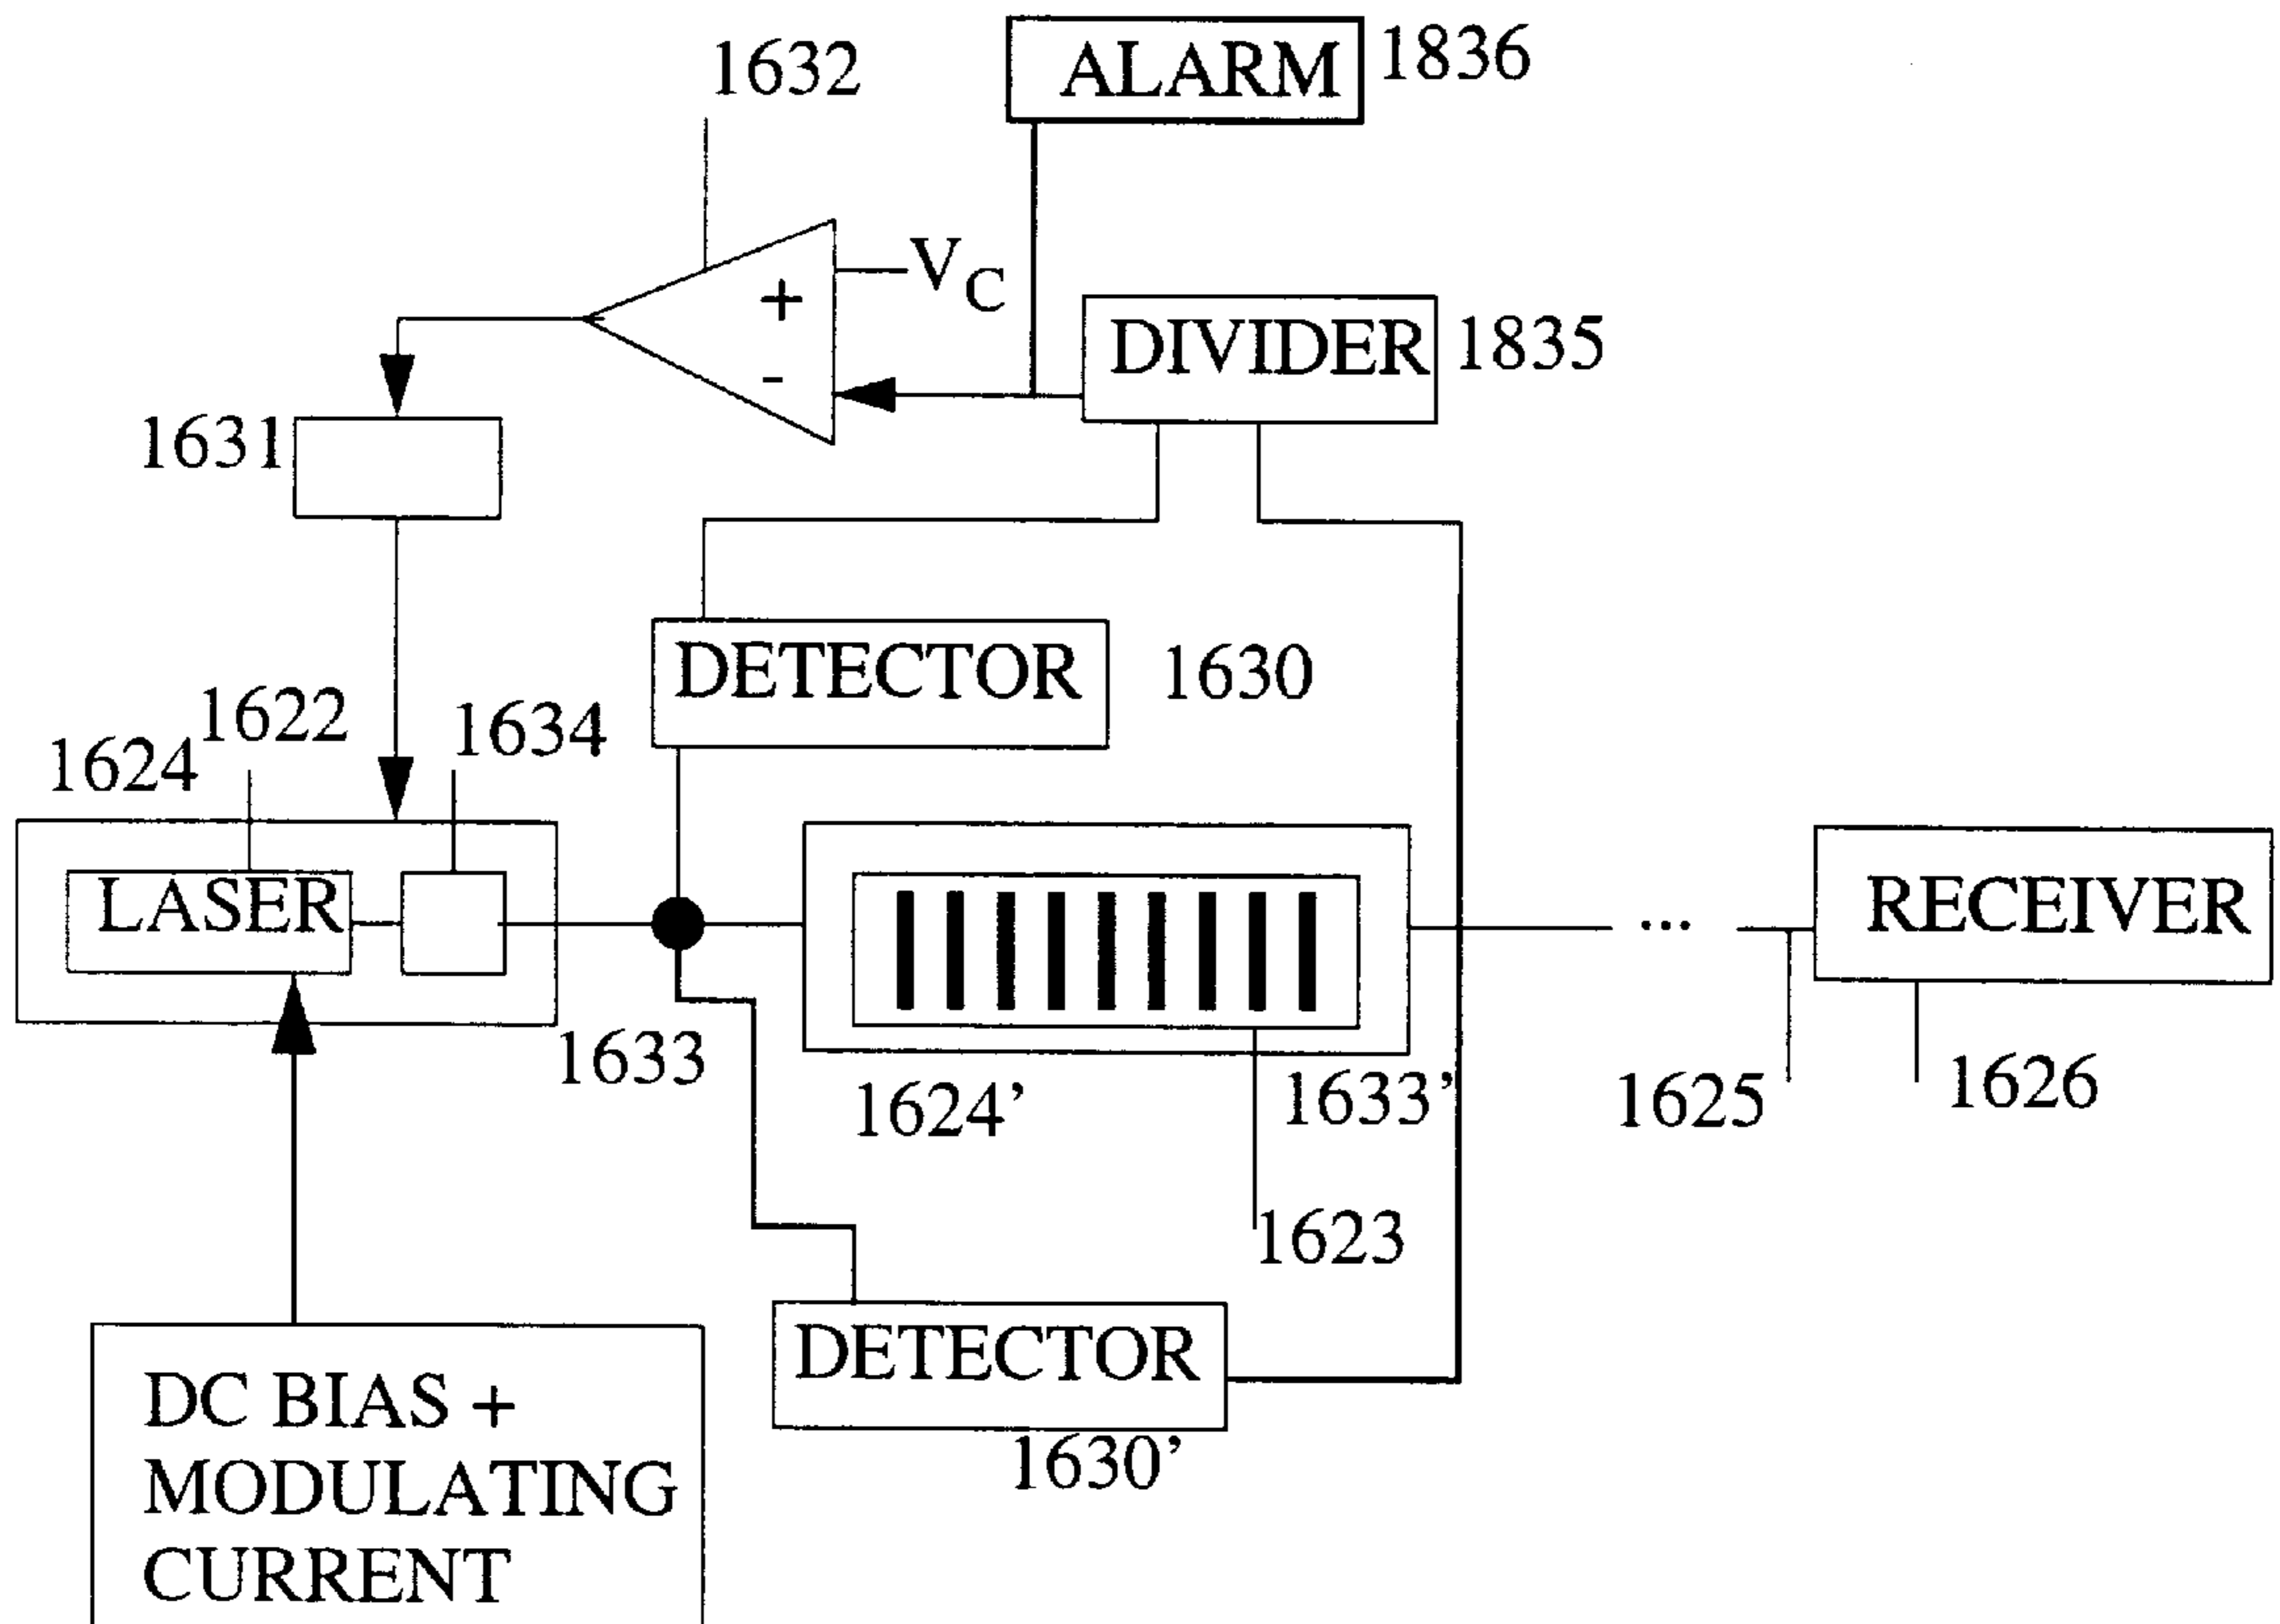 ALARM 1836
1632
+ V_C
-
DIVIDER 1835
1631
DETECTOR 1630
1622
1634
1624
LASER
RECEIVER
...
1633
1624’
1633’
1625
1626
1623
DETECTOR
1630’
DC BIAS +
MODULATING
CURRENT